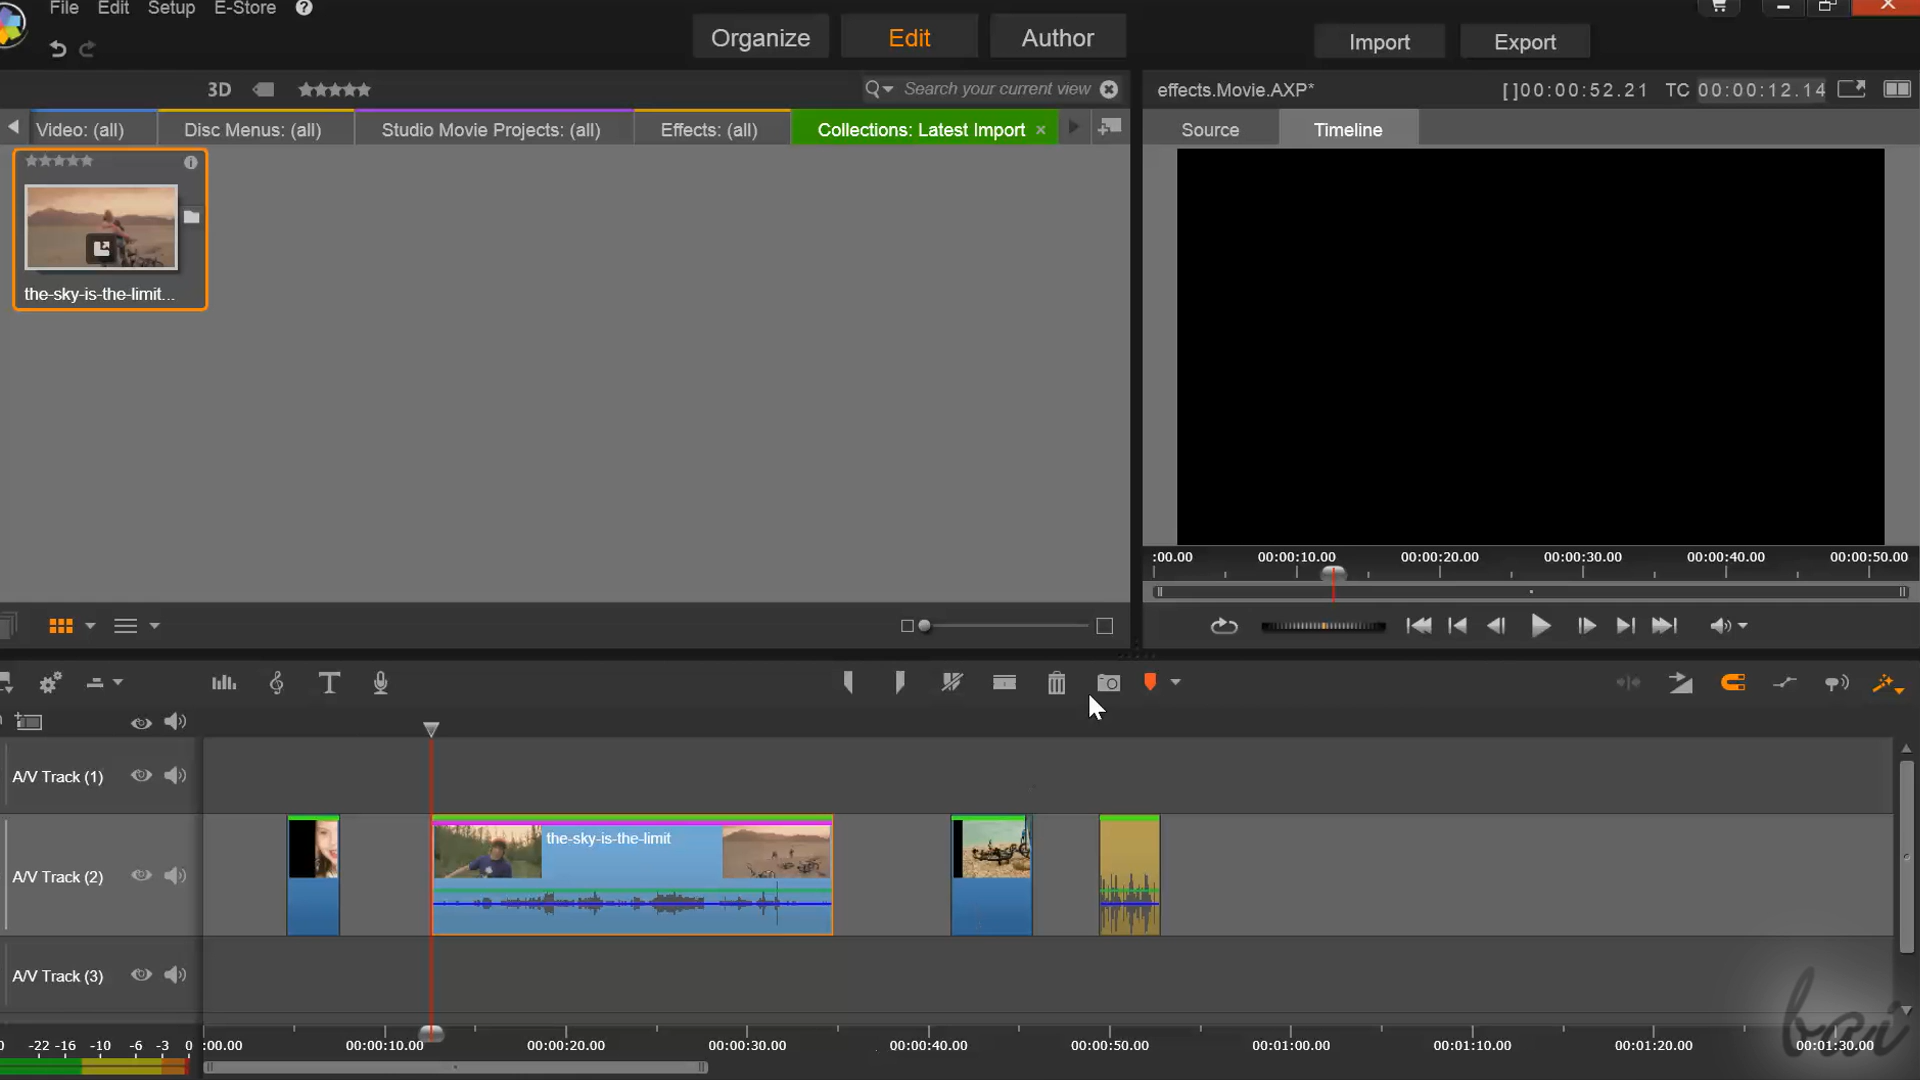 File Edit Setup E-Store ?
Organize Edit Author Import Export
3D Search your current view effects.Movie.AXP* []00:00:52.21 TC 00:00:12.14
Video: (all) Disc Menus: (all) Studio Movie Projects: (all) Effects: (all) Collections: Latest Import × Source Timeline
the-sky-is-the-limit...
:00.00 00:00:10.00 00:00:20.00 00:00:30.00 00:00:40.00 00:00:50.00
A/V Track (1)
the-sky-is-the-limit
A/V Track (2)
A/V Track (3)
0 -22 -16 -10 -6 -3 0 :00.00 00:00:10.00 00:00:20.00 00:00:30.00 00:00:40.00 00:00:50.00 00:01:00.00 00:01:10.00 00:01:20.00 00:01:30.00
bai